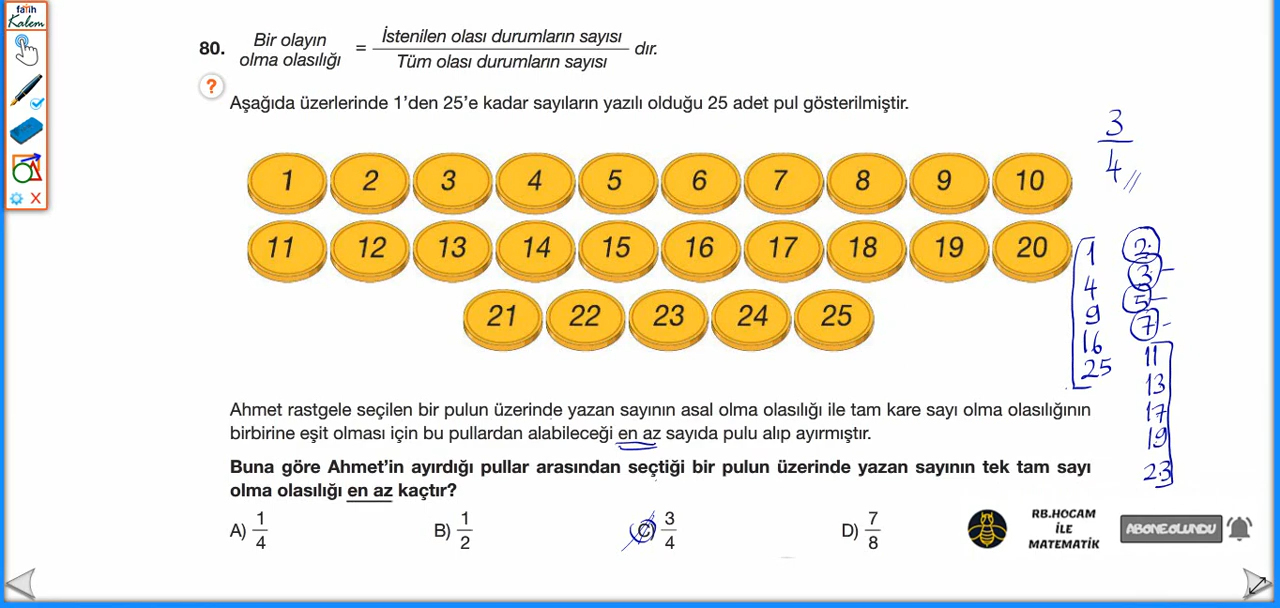 fatih
Kalem
80. Bir olayın olma olasılığı = İstenilen olası durumların sayısı / Tüm olası durumların sayısı dır.
?
Aşağıda üzerlerinde 1'den 25'e kadar sayıların yazılı olduğu 25 adet pul gösterilmiştir.
3
4 //
1 2 3 4 5 6 7 8 9 10
11 12 13 14 15 16 17 18 19 20
21 22 23 24 25
1
4
9
16
25
2
3
5
7
11
13
17
19
23
Ahmet rastgele seçilen bir pulun üzerinde yazan sayının asal olma olasılığı ile tam kare sayı olma olasılığının
birbirine eşit olması için bu pullardan alabileceği en az sayıda pulu alıp ayırmıştır.
Buna göre Ahmet'in ayırdığı pullar arasından seçtiği bir pulun üzerinde yazan sayının tek tam sayı
olma olasılığı en az kaçtır?
A) 1/4 B) 1/2 C) 3/4 D) 7/8
RB.HOCAM
İLE
MATEMATİK
ABONE OLUNDU